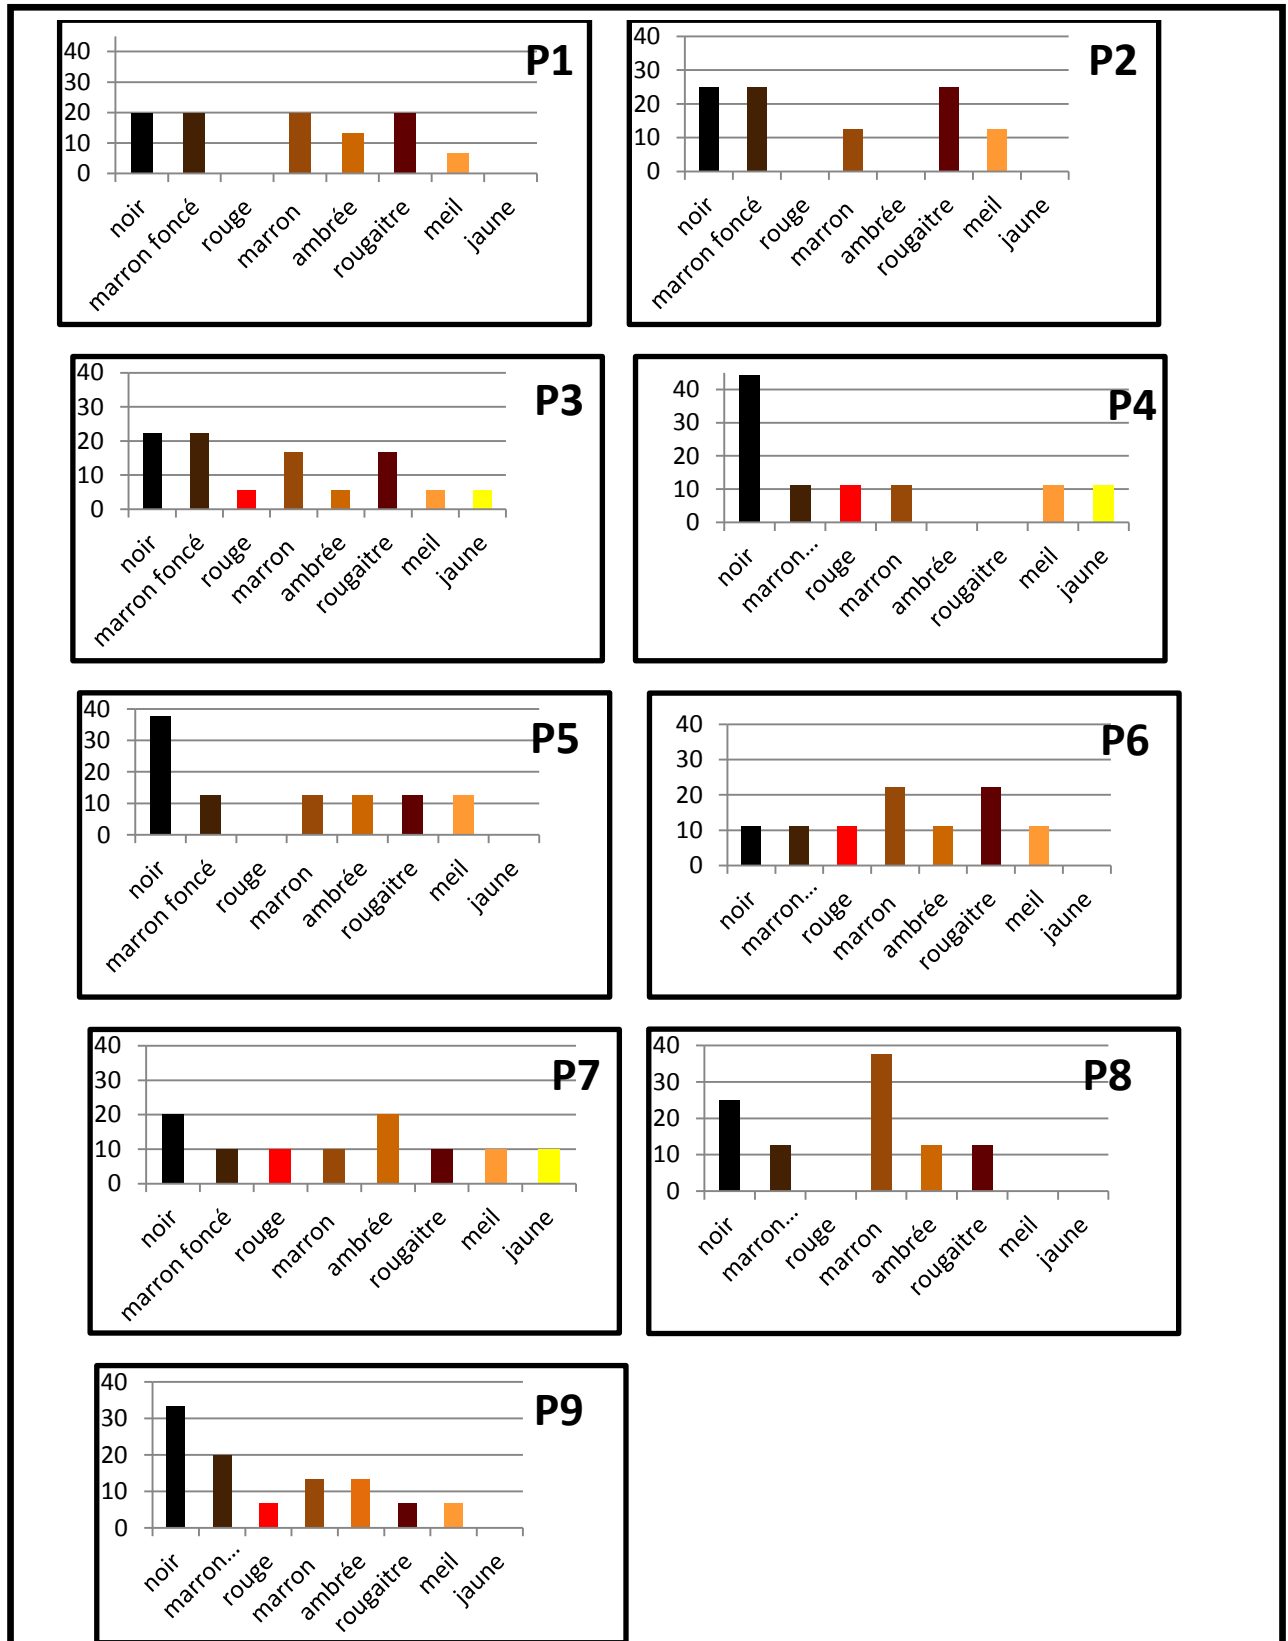 P1
40
30
20
10
0
noir
marron foncé
rouge
marron
ambrée
rougaitre
meil
jaune
P2
40
30
20
10
0
noir
marron foncé
rouge
marron
ambrée
rougaitre
meil
jaune
P3
40
30
20
10
0
noir
marron foncé
rouge
marron
ambrée
rougaitre
meil
jaune
P4
40
30
20
10
0
noir
marron...
rouge
marron
ambrée
rougaitre
meil
jaune
P5
40
30
20
10
0
noir
marron foncé
rouge
marron
ambrée
rougaitre
meil
jaune
P6
40
30
20
10
0
noir
marron...
rouge
marron
ambrée
rougaitre
meil
jaune
P7
40
30
20
10
0
noir
marron foncé
rouge
marron
ambrée
rougaitre
meil
jaune
P8
40
30
20
10
0
noir
marron...
rouge
marron
ambrée
rougaitre
meil
jaune
P9
40
30
20
10
0
noir
marron...
rouge
marron
ambrée
rougaitre
meil
jaune